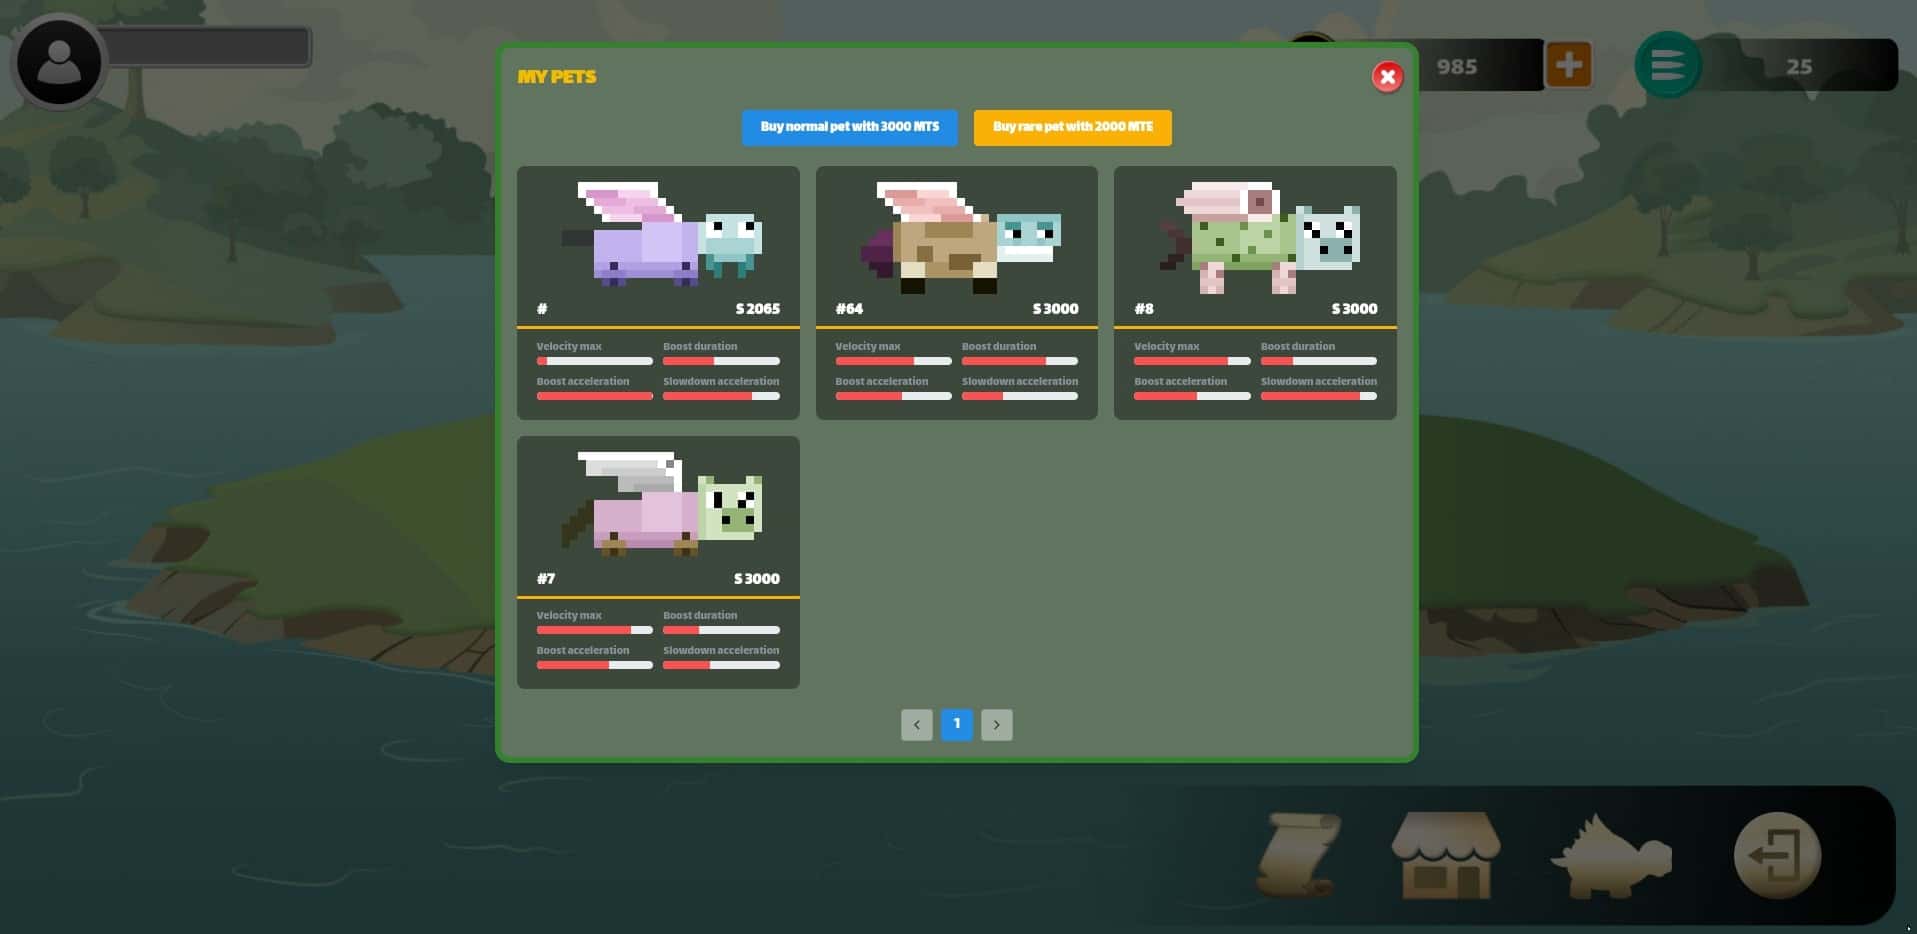 985
25
MY PETS
Buy normal pet with 3000 MTS
Buy rare pet with 2000 MTE
# S 2065
Velocity max Boost duration
Boost acceleration Slowdown acceleration
#64 S 3000
Velocity max Boost duration
Boost acceleration Slowdown acceleration
#8 S 3000
Velocity max Boost duration
Boost acceleration Slowdown acceleration
#7 S 3000
Velocity max Boost duration
Boost acceleration Slowdown acceleration
< 1 >